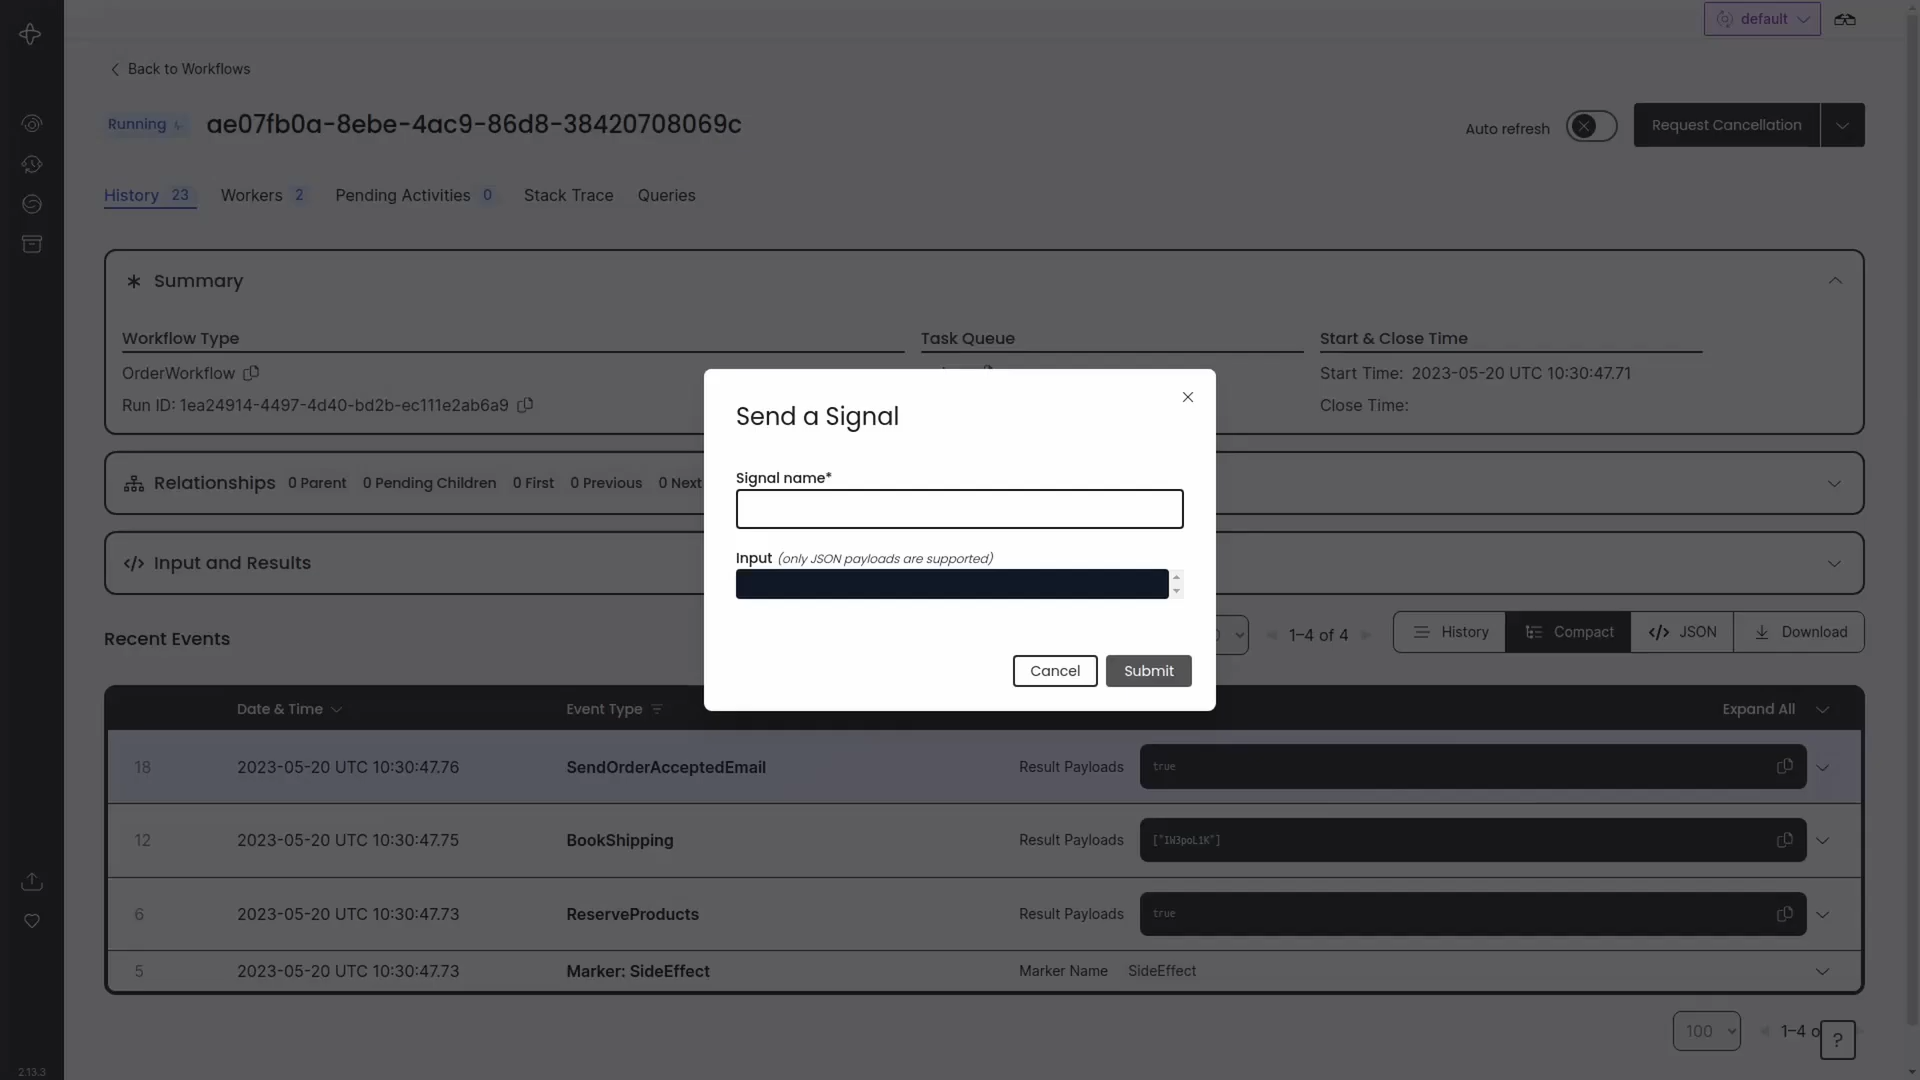 default
Back to Workflows
Running ae07fb0a-8ebe-4ac9-86d8-38420708069c
Auto refresh
Request Cancellation
History 23 Workers 2 Pending Activities 0 Stack Trace Queries
Summary
Workflow Type Task Queue Start & Close Time
OrderWorkflow Start Time: 2023-05-20 UTC 10:30:47.71
Run ID: 1ea24914-4497-4d40-bd2b-ec111e2ab6a9 Close Time:
Send a Signal
Signal name*
Input (only JSON payloads are supported)
Cancel Submit
Relationships 0 Parent 0 Pending Children 0 First 0 Previous 0 Next
Input and Results
Recent Events
1–4 of 4 History Compact JSON Download
Date & Time Event Type Expand All
18 2023-05-20 UTC 10:30:47.76 SendOrderAcceptedEmail Result Payloads true
12 2023-05-20 UTC 10:30:47.75 BookShipping Result Payloads ["IW3poL1K"]
6 2023-05-20 UTC 10:30:47.73 ReserveProducts Result Payloads true
5 2023-05-20 UTC 10:30:47.73 Marker: SideEffect Marker Name SideEffect
100 1–4 o
?
2.13.3